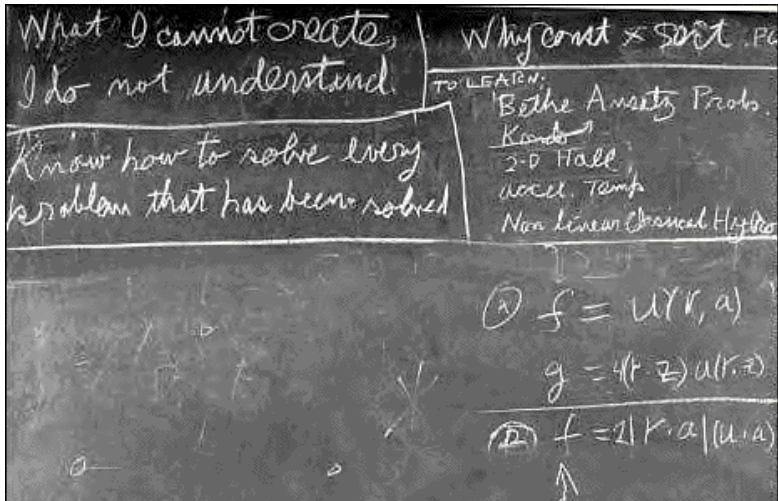 What I cannot create,
I do not understand.
Know how to solve every
problem that has been solved
Why const × sort . PG
TO LEARN:
Bethe Ansatz Probs.
Kondo
2-D Hall
accel. Temp
Non linear Classical Hydro
f = u(r, a)
g = 4(r·z) u(r·z)
f = 2|r·a|(u·a)